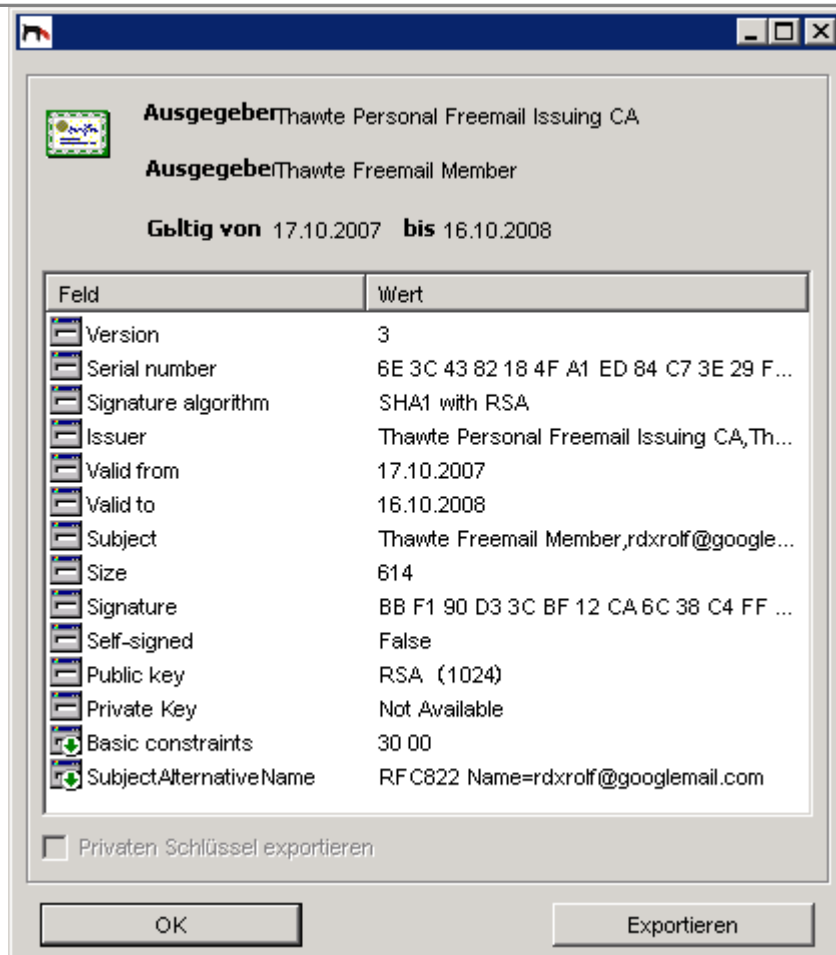 Ausgegeber Thawte Personal Freemail Issuing CA
Ausgegebe Thawte Freemail Member
Gьltig von 17.10.2007 bis 16.10.2008
Feld Wert
Version 3
Serial number 6E 3C 43 82 18 4F A1 ED 84 C7 3E 29 F...
Signature algorithm SHA1 with RSA
Issuer Thawte Personal Freemail Issuing CA,Th...
Valid from 17.10.2007
Valid to 16.10.2008
Subject Thawte Freemail Member,rdxrolf@google...
Size 614
Signature BB F1 90 D3 3C BF 12 CA 6C 38 C4 FF ...
Self-signed False
Public key RSA (1024)
Private Key Not Available
Basic constraints 30 00
SubjectAlternativeName RFC822 Name=rdxrolf@googlemail.com
Privaten Schlüssel exportieren
OK Exportieren